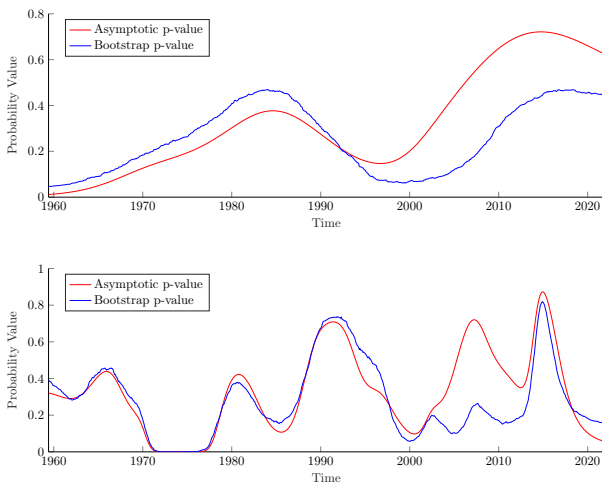 0.8
0.6
0.4
0.2
0
Probability Value
Asymptotic p-value
Bootstrap p-value
1960 1970 1980 1990 2000 2010 2020
Time
1
0.8
0.6
0.4
0.2
0
Probability Value
Asymptotic p-value
Bootstrap p-value
1960 1970 1980 1990 2000 2010 2020
Time